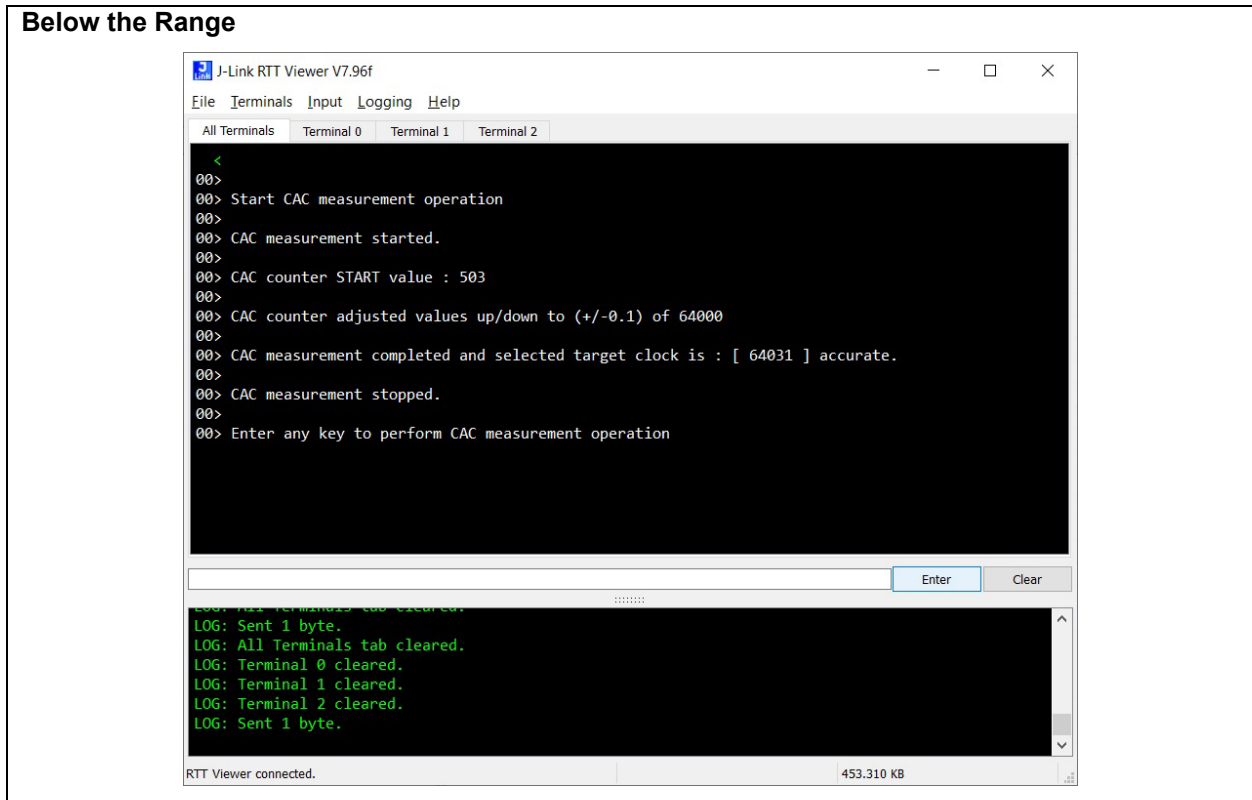 Below the Range
J-Link RTT Viewer V7.96f
File Terminals Input Logging Help
All Terminals Terminal 0 Terminal 1 Terminal 2
<
00>
00> Start CAC measurement operation
00>
00> CAC measurement started.
00>
00> CAC counter START value : 503
00>
00> CAC counter adjusted values up/down to (+/-0.1) of 64000
00>
00> CAC measurement completed and selected target clock is : [ 64031 ] accurate.
00>
00> CAC measurement stopped.
00>
00> Enter any key to perform CAC measurement operation
Enter Clear
LOG: All Terminals tab cleared.
LOG: Sent 1 byte.
LOG: All Terminals tab cleared.
LOG: Terminal 0 cleared.
LOG: Terminal 1 cleared.
LOG: Terminal 2 cleared.
LOG: Sent 1 byte.
RTT Viewer connected. 453.310 KB